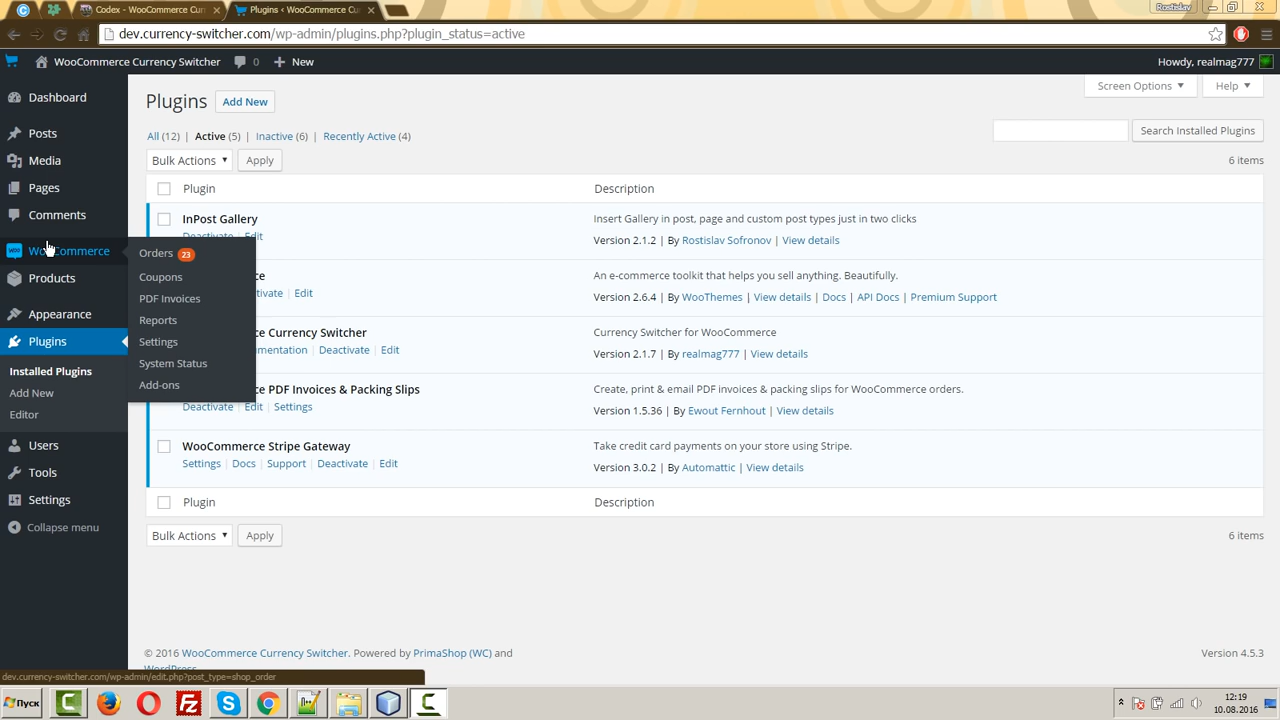 Codex - WooCommerce Curr
Plugins ‹ WooCommerce Cu
Rostislav
dev.currency-switcher.com/wp-admin/plugins.php?plugin_status=active
WooCommerce Currency Switcher
0
New
Howdy, realmag777
Dashboard
Posts
Media
Pages
Comments
WooCommerce
Products
Appearance
Plugins
Installed Plugins
Add New
Editor
Users
Tools
Settings
Collapse menu
Orders 23
Coupons
PDF Invoices
Reports
Settings
System Status
Add-ons
Screen Options
Help
Plugins Add New
All (12) | Active (5) | Inactive (6) | Recently Active (4)
Search Installed Plugins
Bulk Actions
Apply
6 items
Plugin
Description
InPost Gallery
Deactivate | Edit
Insert Gallery in post, page and custom post types just in two clicks
Version 2.1.2 | By Rostislav Sofronov | View details
ce
ivate | Edit
An e-commerce toolkit that helps you sell anything. Beautifully.
Version 2.6.4 | By WooThemes | View details | Docs | API Docs | Premium Support
ce Currency Switcher
mentation | Deactivate | Edit
Currency Switcher for WooCommerce
Version 2.1.7 | By realmag777 | View details
ce PDF Invoices & Packing Slips
Deactivate | Edit | Settings
Create, print & email PDF invoices & packing slips for WooCommerce orders.
Version 1.5.36 | By Ewout Fernhout | View details
WooCommerce Stripe Gateway
Settings | Docs | Support | Deactivate | Edit
Take credit card payments on your store using Stripe.
Version 3.0.2 | By Automattic | View details
Plugin
Description
Bulk Actions
Apply
6 items
© 2016 WooCommerce Currency Switcher. Powered by PrimaShop (WC) and
WordPress
Version 4.5.3
dev.currency-switcher.com/wp-admin/edit.php?post_type=shop_order
Пуск
12:19
10.08.2016